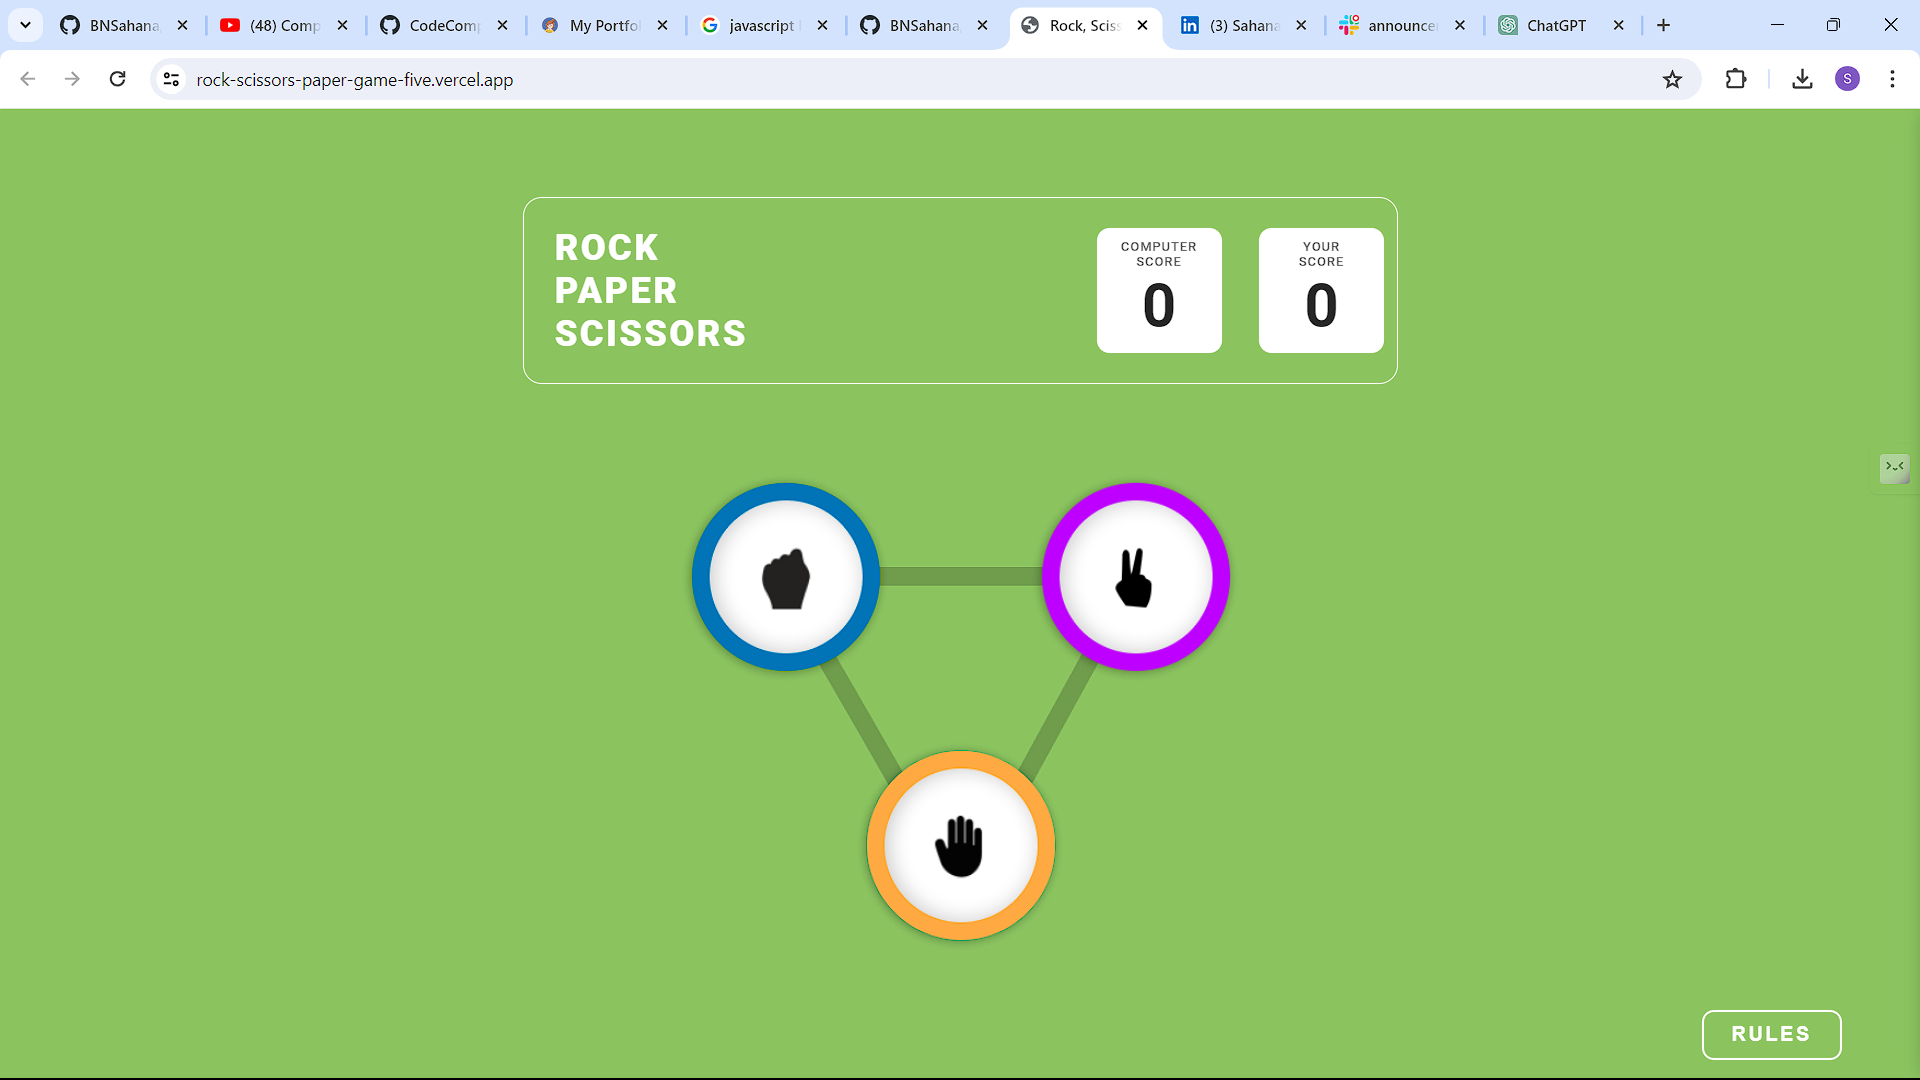 BNSahana
(48) Comp
CodeComp
My Portfol
javascript
BNSahana
Rock, Sciss
(3) Sahana
announce
ChatGPT
rock-scissors-paper-game-five.vercel.app
S
ROCK
PAPER
SCISSORS
COMPUTER
SCORE
0
YOUR
SCORE
0
RULES